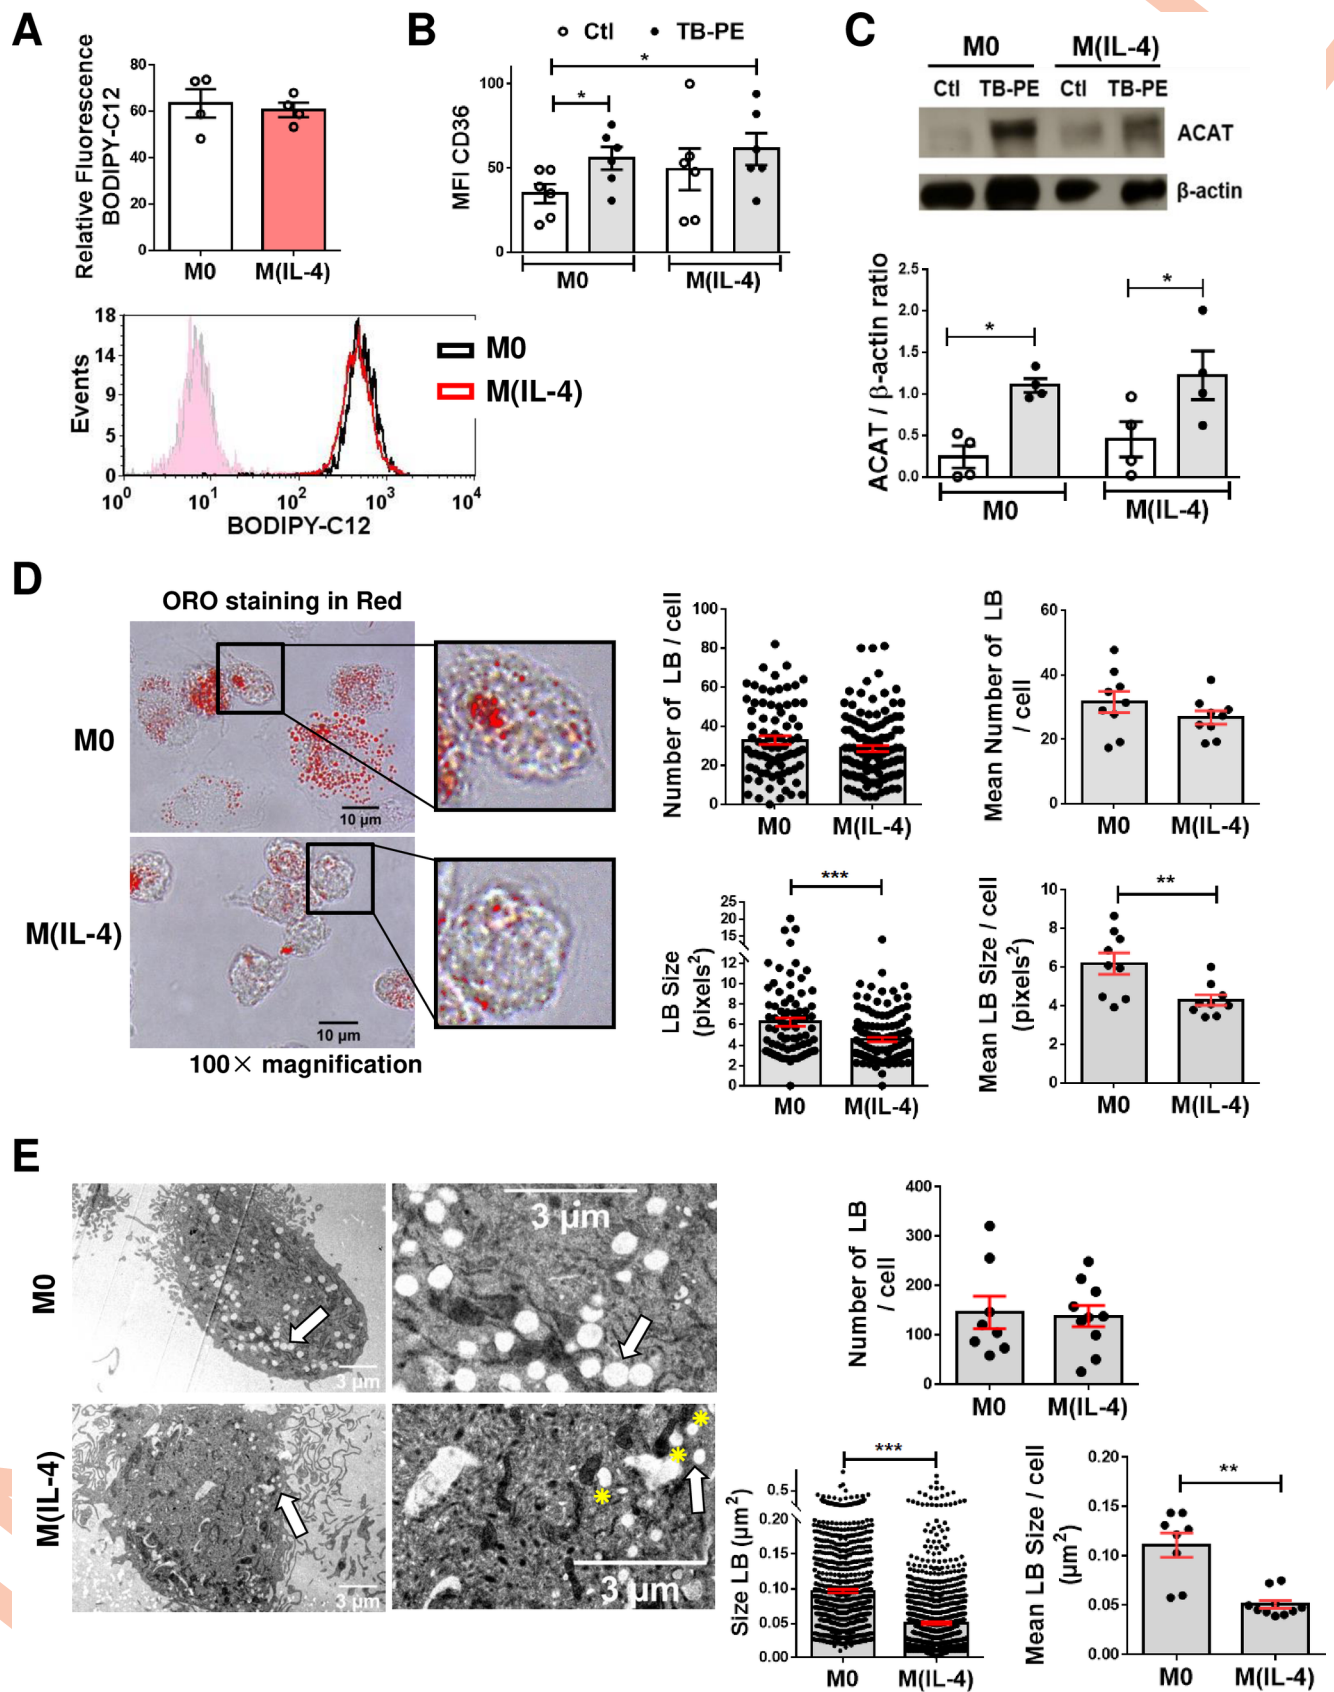 A
Relative Fluorescence
BODIPY-C12
80
60
40
20
0
M0
M(IL-4)
Events
18
14
9
5
0
10⁰
10¹
10²
10³
10⁴
BODIPY-C12
M0
M(IL-4)
B
Ctl
TB-PE
MFI CD36
100
50
0
*
*
M0
M(IL-4)
C
M0
M(IL-4)
Ctl
TB-PE
Ctl
TB-PE
ACAT
β-actin
ACAT / β-actin ratio
2.5
2.0
1.5
1.0
0.5
0.0
*
*
M0
M(IL-4)
D
ORO staining in Red
M0
10 µm
M(IL-4)
10 µm
100× magnification
Number of LB / cell
100
80
60
40
20
0
M0
M(IL-4)
Mean Number of LB
/ cell
60
40
20
0
M0
M(IL-4)
LB Size
(pixels²)
25
20
15
12
10
8
6
4
2
0
***
M0
M(IL-4)
Mean LB Size / cell
(pixels²)
10
8
6
4
2
0
**
M0
M(IL-4)
E
M0
3 µm
3 µm
M(IL-4)
3 µm
3 µm
Number of LB
/ cell
400
300
200
100
0
M0
M(IL-4)
Size LB (µm²)
0.5
0.20
0.15
0.10
0.05
0.00
***
M0
M(IL-4)
Mean LB Size / cell
(µm²)
0.20
0.15
0.10
0.05
0.00
**
M0
M(IL-4)